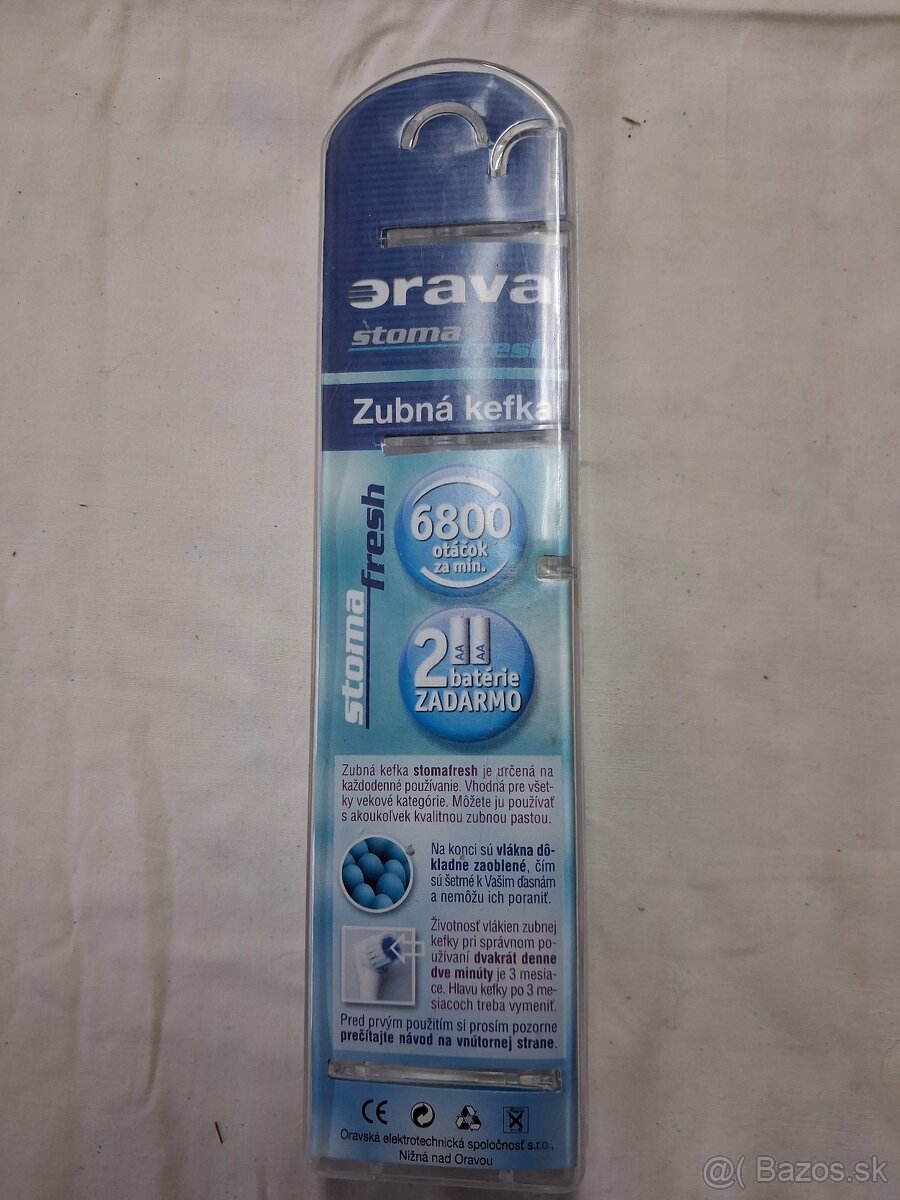 orava
stoma
fresh
Zubná kefka
stoma fresh
6800
otáčok
za min.
AA AA
2 batérie
ZADARMO
Zubná kefka stomafresh je určená na
každodenné používanie. Vhodná pre všet-
ky vekové kategórie. Môžete ju používať
s akoukoľvek kvalitnou zubnou pastou.
Na konci sú vlákna dô-
kladne zaoblené, čím
sú šetrné k Vašim ďasnám
a nemôžu ich poraniť.
Životnosť vlákien zubnej
kefky pri správnom po-
užívaní dvakrát denne
dve minúty je 3 mesia-
ce. Hlavu kefky po 3 me-
siacoch treba vymeniť.
Pred prvým použitím si prosím pozorne
prečítajte návod na vnútornej strane.
CE
Oravská elektrotechnická spoločnosť s.r.o.,
Nižná nad Oravou
@( Bazos.sk